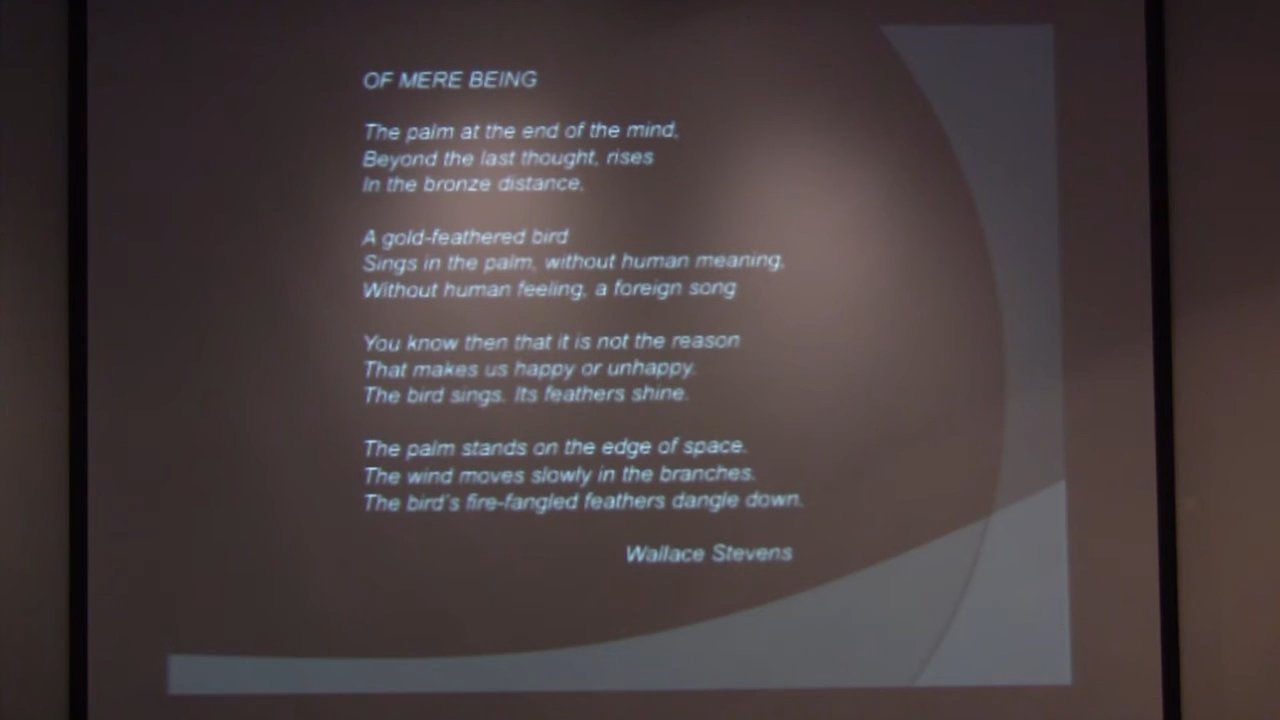 OF MERE BEING
The palm at the end of the mind,
Beyond the last thought, rises
In the bronze distance.
A gold-feathered bird
Sings in the palm, without human meaning,
Without human feeling, a foreign song
You know then that it is not the reason
That makes us happy or unhappy.
The bird sings. Its feathers shine.
The palm stands on the edge of space.
The wind moves slowly in the branches.
The bird's fire-fangled feathers dangle down.
Wallace Stevens